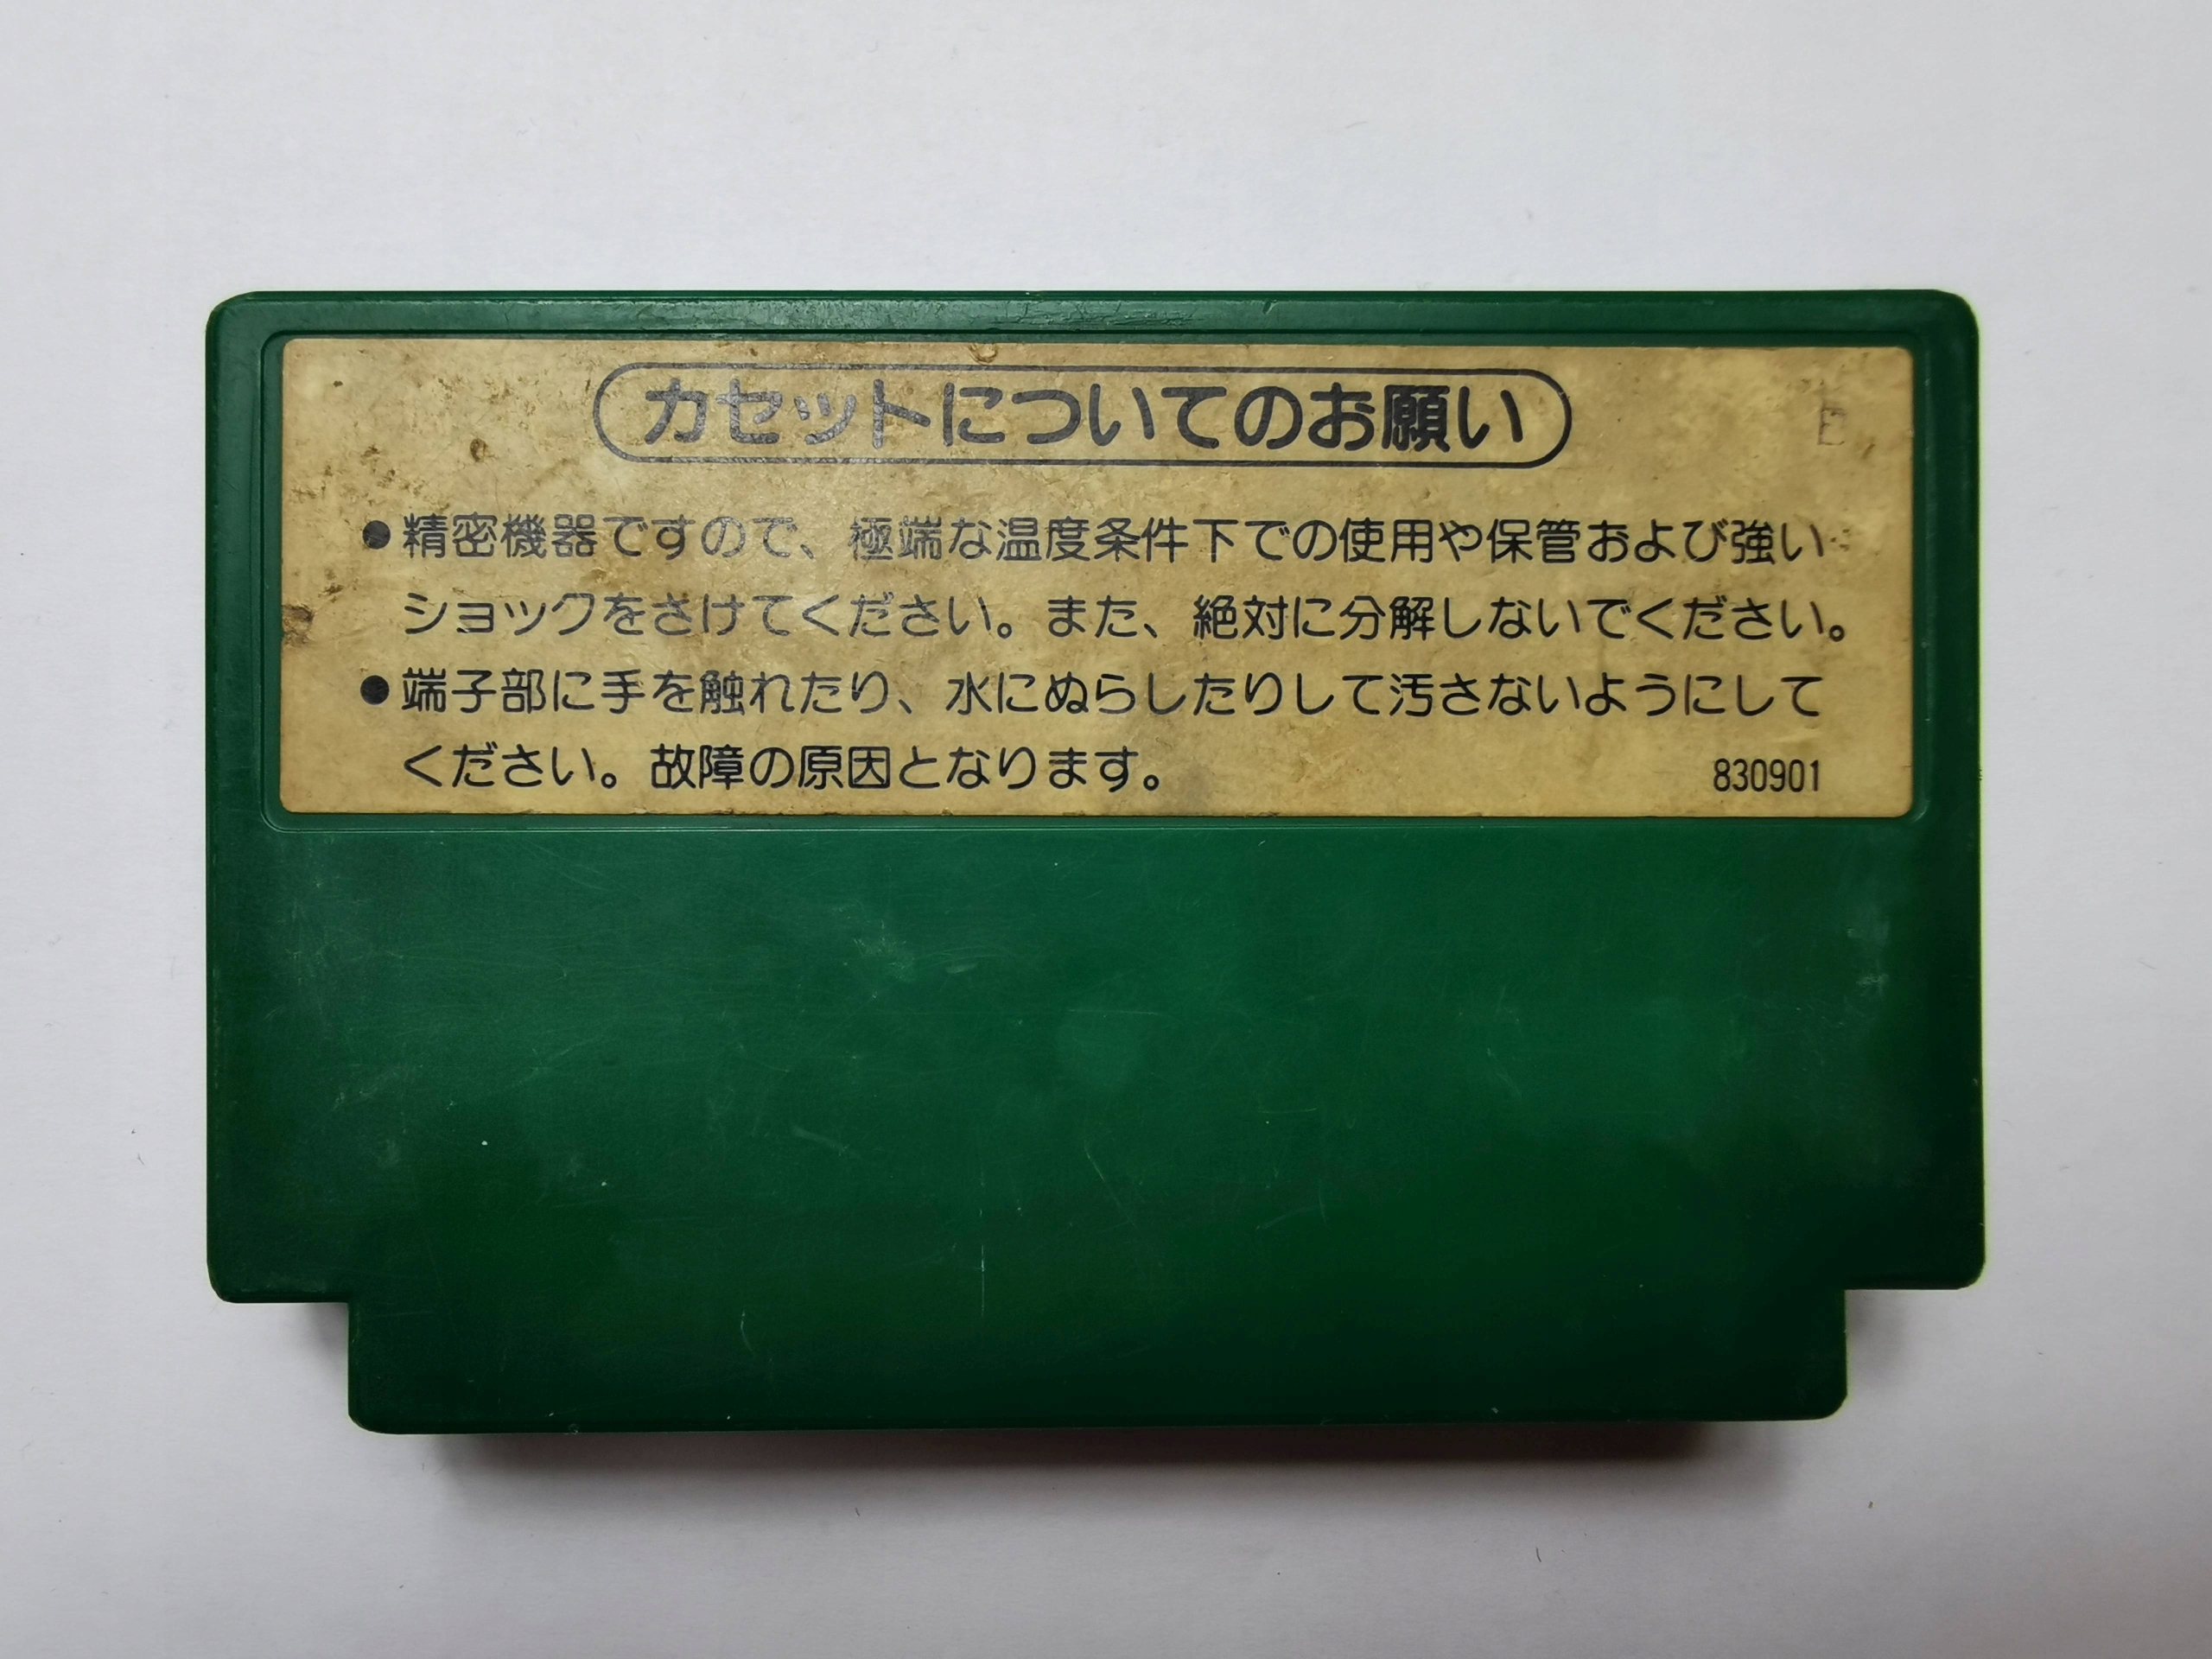 カセットについてのお願い
●精密機器ですので、極端な温度条件下での使用や保管および強い
ショックをさけてください。また、絶対に分解しないでください。
●端子部に手を触れたり、水にぬらしたりして汚さないようにして
ください。故障の原因となります。
830901